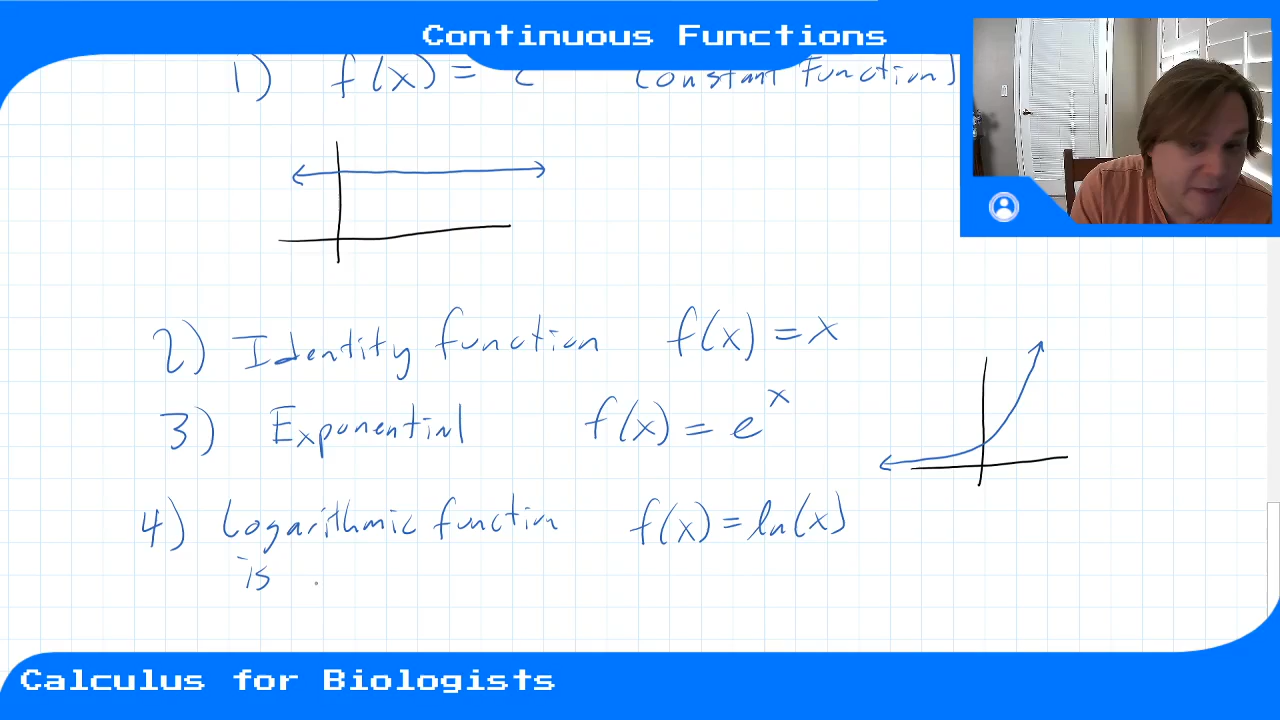 Continuous Functions
1) f(x) = c (Constant Function)
2) Identity function f(x) = x
3) Exponential f(x) = e^x
4) Logarithmic function f(x) = ln(x)
is
Calculus for Biologists